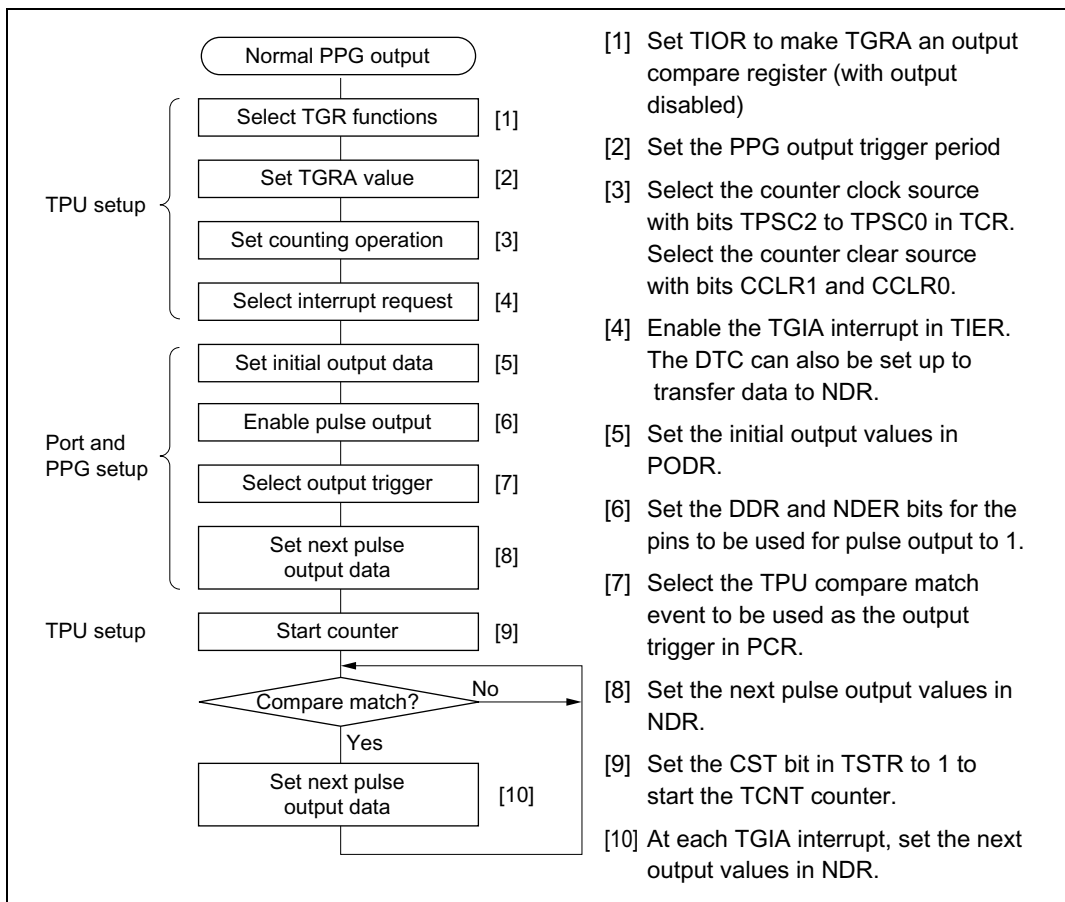 Normal PPG output
Select TGR functions [1]
Set TGRA value [2]
TPU setup
Set counting operation [3]
Select interrupt request [4]
Set initial output data [5]
Enable pulse output [6]
Port and
PPG setup
Select output trigger [7]
Set next pulse
output data
[8]
TPU setup
Start counter [9]
Compare match?
No
Yes
Set next pulse
output data
[10]
[1] Set TIOR to make TGRA an output
compare register (with output
disabled)
[2] Set the PPG output trigger period
[3] Select the counter clock source
with bits TPSC2 to TPSC0 in TCR.
Select the counter clear source
with bits CCLR1 and CCLR0.
[4] Enable the TGIA interrupt in TIER.
The DTC can also be set up to
transfer data to NDR.
[5] Set the initial output values in
PODR.
[6] Set the DDR and NDER bits for the
pins to be used for pulse output to 1.
[7] Select the TPU compare match
event to be used as the output
trigger in PCR.
[8] Set the next pulse output values in
NDR.
[9] Set the CST bit in TSTR to 1 to
start the TCNT counter.
[10] At each TGIA interrupt, set the next
output values in NDR.